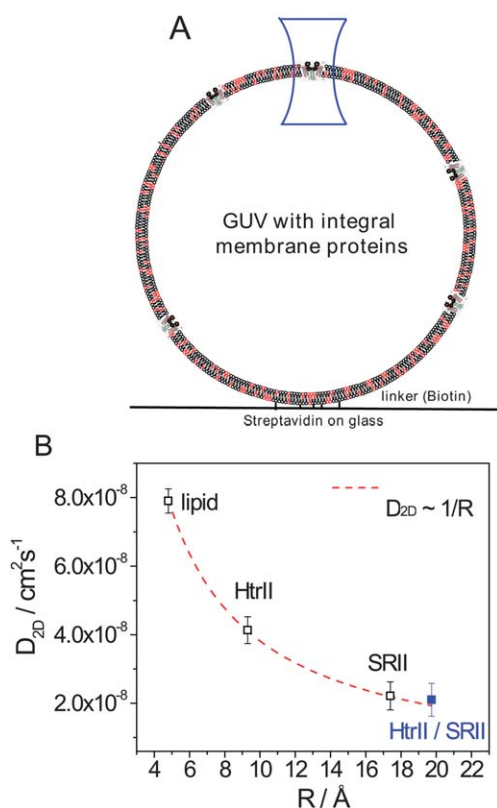 A
GUV with integral
membrane proteins
linker (Biotin)
Streptavidin on glass
B
8.0x10⁻⁸
6.0x10⁻⁸
4.0x10⁻⁸
2.0x10⁻⁸
D₂D / cm²s⁻¹
lipid
HtrII
SRII
HtrII / SRII
D₂D ~ 1/R
4 6 8 10 12 14 16 18 20 22
R / Å